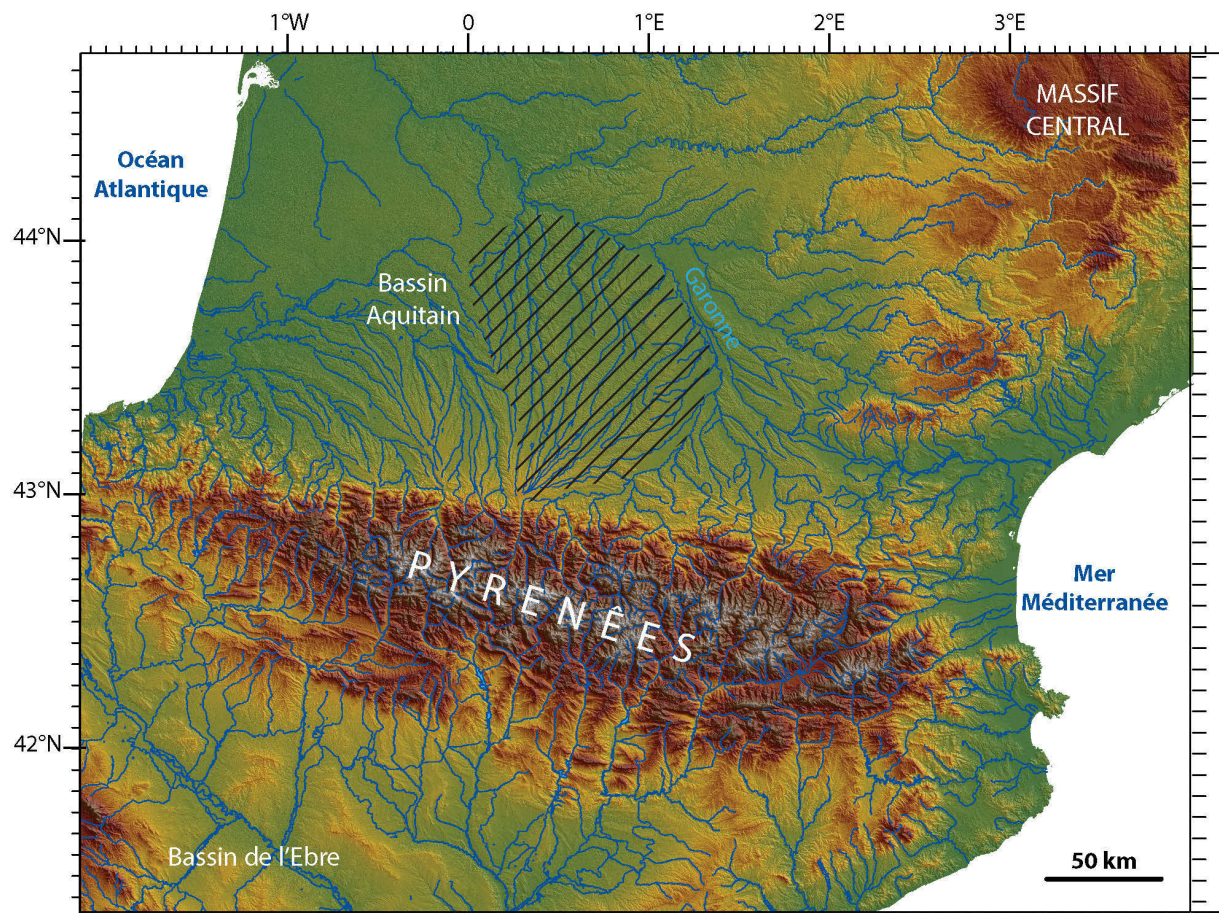 1°W
0
1°E
2°E
3°E
MASSIF
CENTRAL
Océan
Atlantique
44°N
Bassin
Aquitain
Garonne
43°N
PYRENÊES
Mer
Méditerranée
42°N
Bassin de l'Ebre
50 km